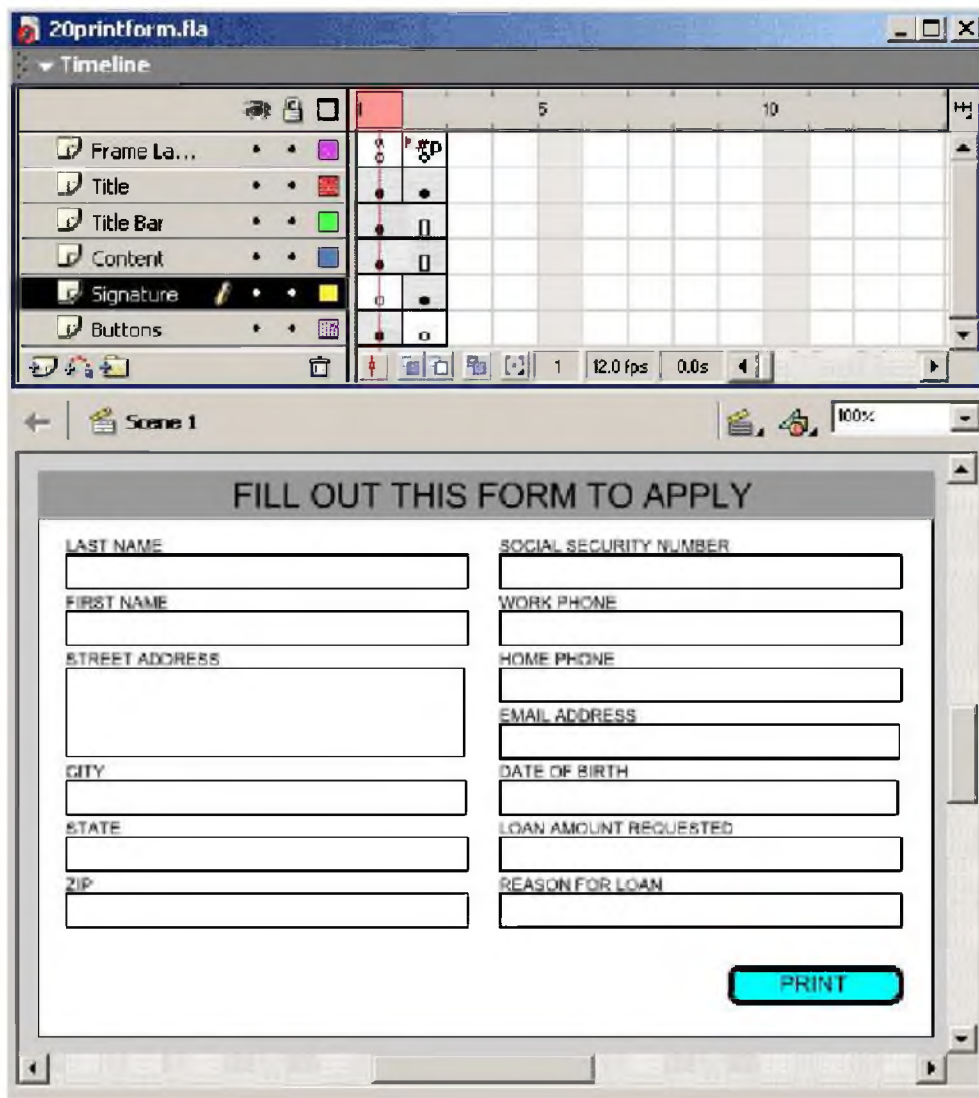 20printform.fla
Timeline
5 10
Frame La...
#p
Title
Title Bar
Content
Signature
Buttons
1 12.0 fps 0.0s
Scene 1
100%
FILL OUT THIS FORM TO APPLY
LAST NAME SOCIAL SECURITY NUMBER
FIRST NAME WORK PHONE
STREET ADDRESS HOME PHONE
EMAIL ADDRESS
CITY DATE OF BIRTH
STATE LOAN AMOUNT REQUESTED
ZIP REASON FOR LOAN
PRINT